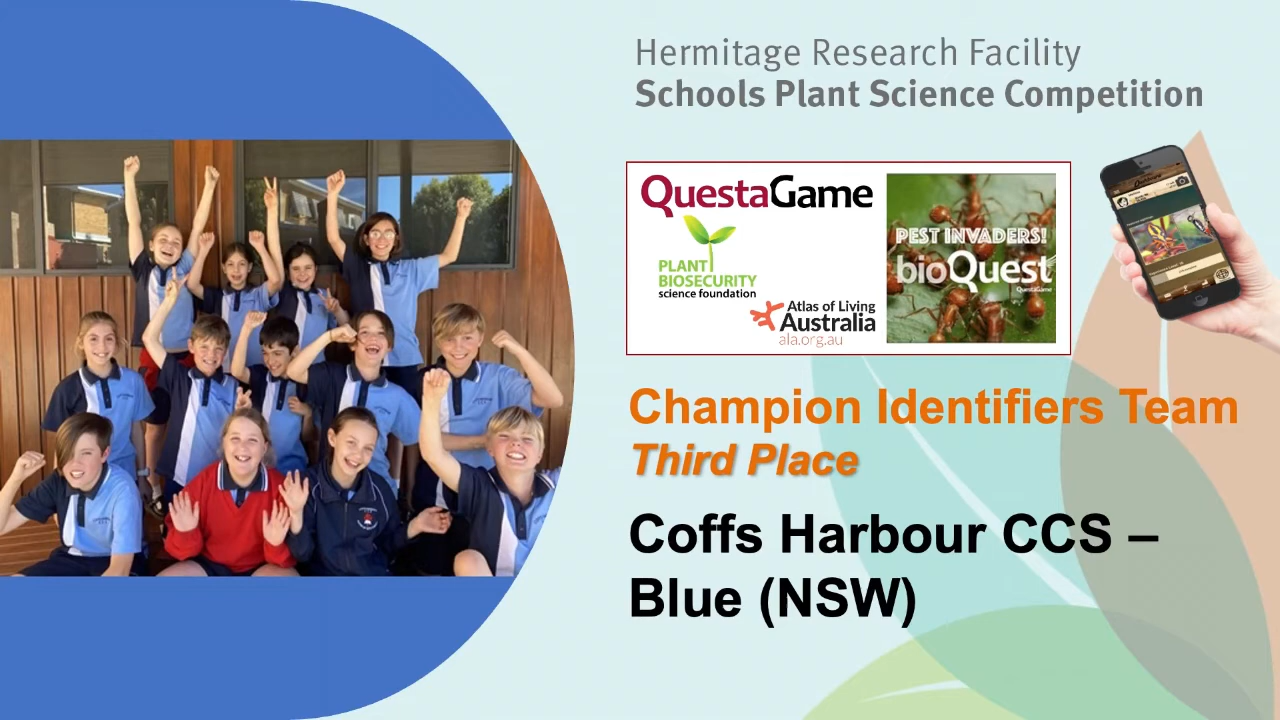 Hermitage Research Facility
Schools Plant Science Competition
QuestaGame
PLANT
BIOSECURITY
science foundation
Atlas of Living
Australia
ala.org.au
PEST INVADERS!
bioQuest
QuestaGame
Champion Identifiers Team
Third Place
Coffs Harbour CCS –
Blue (NSW)